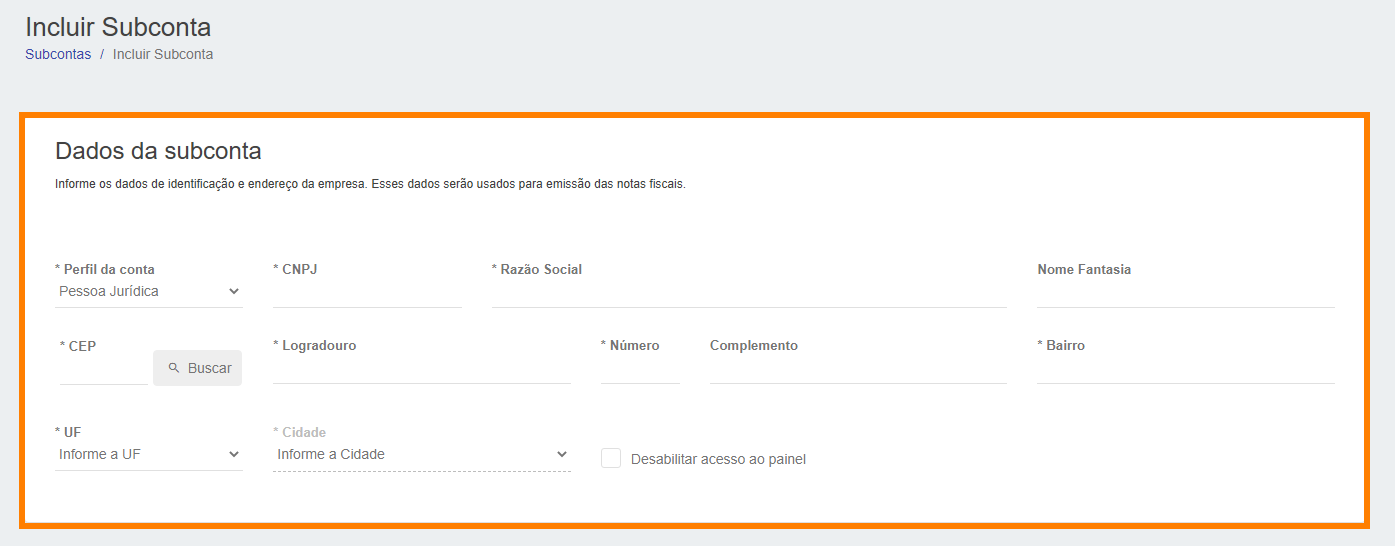 Incluir Subconta
Subcontas / Incluir Subconta
Dados da subconta
Informe os dados de identificação e endereço da empresa. Esses dados serão usados para emissão das notas fiscais.
* Perfil da conta * CNPJ * Razão Social Nome Fantasia
Pessoa Jurídica
* CEP * Logradouro * Número Complemento * Bairro
Buscar
* UF * Cidade
Informe a UF Informe a Cidade Desabilitar acesso ao painel